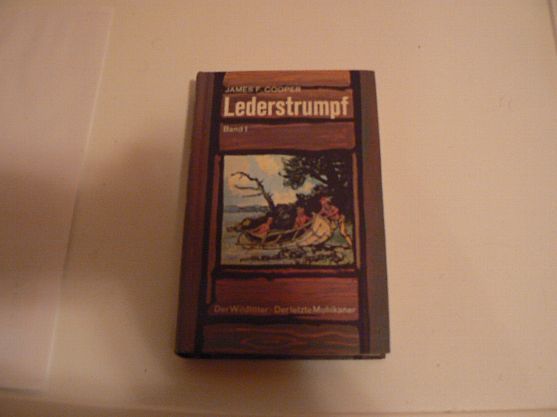 JAMES F. COOPER
Lederstrumpf
Band 1
Der Wildtöter · Der letzte Mohikaner